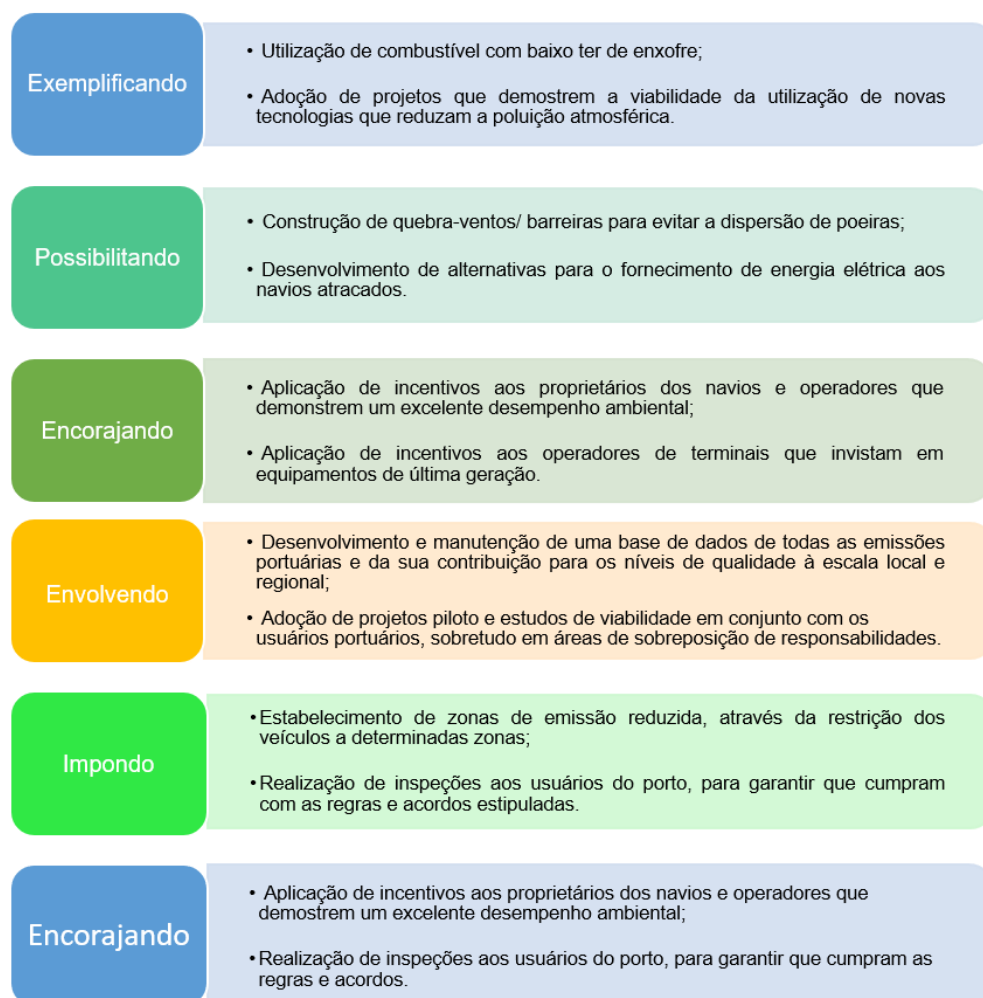 Exemplificando
• Utilização de combustível com baixo ter de enxofre;
• Adoção de projetos que demostrem a viabilidade da utilização de novas
tecnologias que reduzam a poluição atmosférica.
Possibilitando
• Construção de quebra-ventos/ barreiras para evitar a dispersão de poeiras;
• Desenvolvimento de alternativas para o fornecimento de energia elétrica aos
navios atracados.
Encorajando
• Aplicação de incentivos aos proprietários dos navios e operadores que
demonstrem um excelente desempenho ambiental;
• Aplicação de incentivos aos operadores de terminais que invistam em
equipamentos de última geração.
Envolvendo
• Desenvolvimento e manutenção de uma base de dados de todas as emissões
portuárias e da sua contribuição para os níveis de qualidade à escala local e
regional;
• Adoção de projetos piloto e estudos de viabilidade em conjunto com os
usuários portuários, sobretudo em áreas de sobreposição de responsabilidades.
Impondo
• Estabelecimento de zonas de emissão reduzida, através da restrição dos
veículos a determinadas zonas;
• Realização de inspeções aos usuários do porto, para garantir que cumpram
com as regras e acordos estipuladas.
Encorajando
• Aplicação de incentivos aos proprietários dos navios e operadores que
demostrem um excelente desempenho ambiental;
• Realização de inspeções aos usuários do porto, para garantir que cumpram as
regras e acordos.